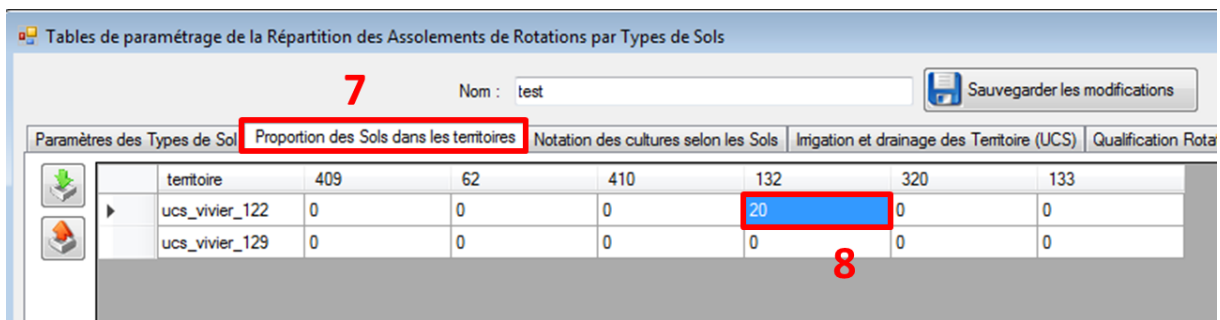 Tables de paramétrage de la Répartition des Assolements de Rotations par Types de Sols
7
Nom : test Sauvegarder les modifications
Paramètres des Types de Sol Proportion des Sols dans les territoires Notation des cultures selon les Sols Irrigation et drainage des Territoire (UCS) Qualification Rota
territoire 409 62 410 132 320 133
ucs_vivier_122 0 0 0 20 0 0
ucs_vivier_129 0 0 0 0 0 0
8